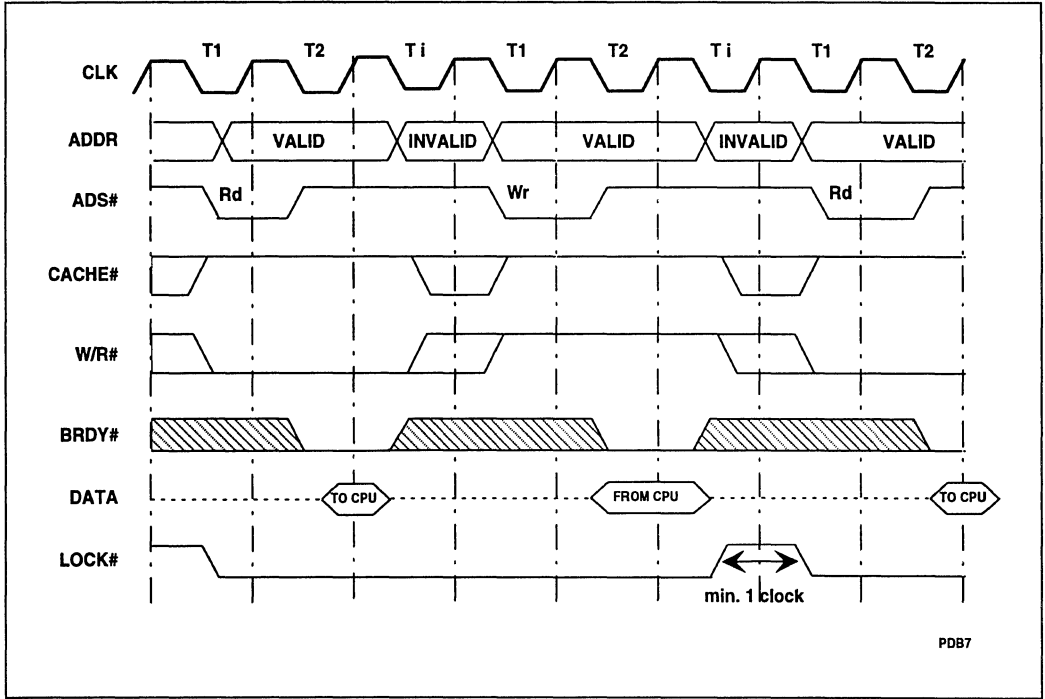 T1 T2 T i T1 T2 T i T1 T2
CLK
ADDR VALID INVALID VALID INVALID VALID
ADS# Rd Wr Rd
CACHE#
W/R#
BRDY#
DATA TO CPU FROM CPU TO CPU
LOCK#
min. 1 clock
PDB7